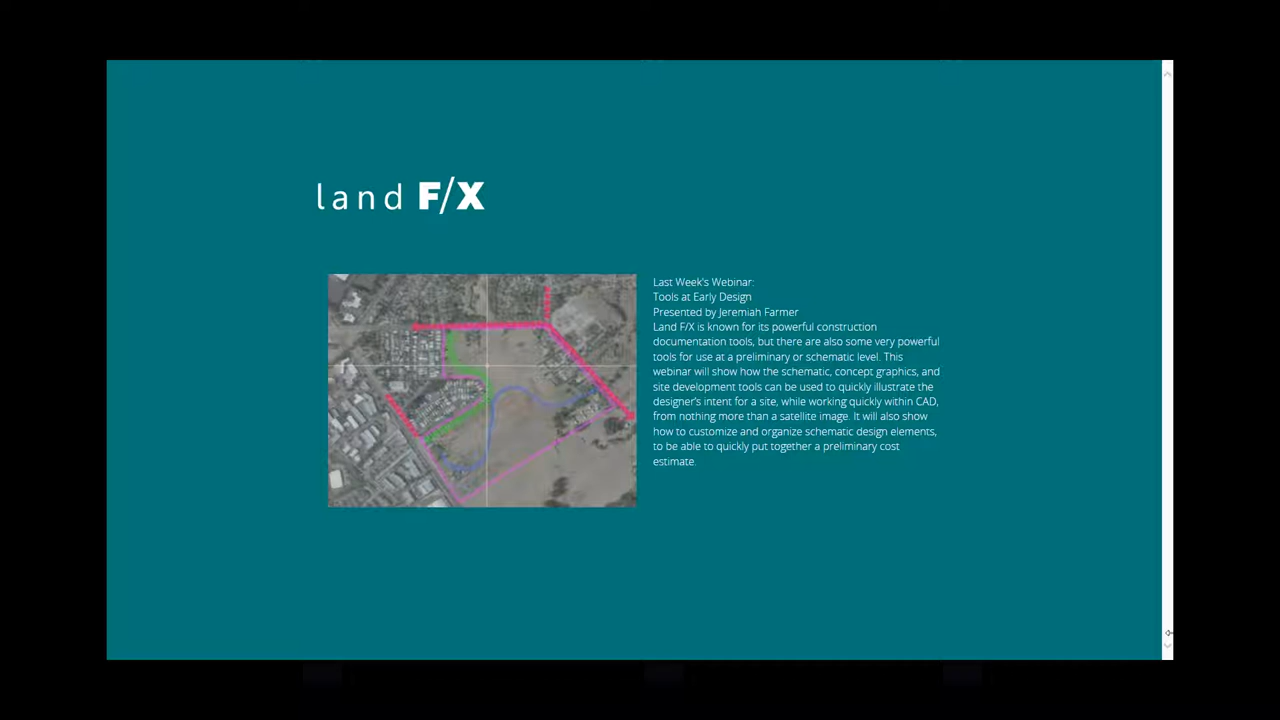 land F/X
Last Week's Webinar:
Tools at Early Design
Presented by Jeremiah Farmer
Land F/X is known for its powerful construction
documentation tools, but there are also some very powerful
tools for use at a preliminary or schematic level. This
webinar will show how the schematic, concept graphics, and
site development tools can be used to quickly illustrate the
designer's intent for a site, while working quickly within CAD,
from nothing more than a satellite image. It will also show
how to customize and organize schematic design elements,
to be able to quickly put together a preliminary cost
estimate.